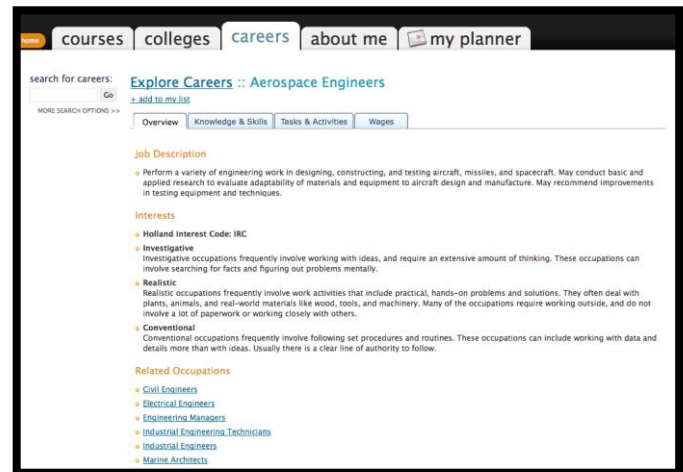 home courses colleges careers about me my planner
search for careers:
Go
MORE SEARCH OPTIONS >>
Explore Careers :: Aerospace Engineers
+ add to my list
Overview Knowledge & Skills Tasks & Activities Wages
Job Description
Perform a variety of engineering work in designing, constructing, and testing aircraft, missiles, and spacecraft. May conduct basic and
applied research to evaluate adaptability of materials and equipment to aircraft design and manufacture. May recommend improvements
in testing equipment and techniques.
Interests
Holland Interest Code: IRC
Investigative
Investigative occupations frequently involve working with ideas, and require an extensive amount of thinking. These occupations can
involve searching for facts and figuring out problems mentally.
Realistic
Realistic occupations frequently involve work activities that include practical, hands-on problems and solutions. They often deal with
plants, animals, and real-world materials like wood, tools, and machinery. Many of the occupations require working outside, and do not
involve a lot of paperwork or working closely with others.
Conventional
Conventional occupations frequently involve following set procedures and routines. These occupations can include working with data and
details more than with ideas. Usually there is a clear line of authority to follow.
Related Occupations
Civil Engineers
Electrical Engineers
Engineering Managers
Industrial Engineering Technicians
Industrial Engineers
Marine Architects